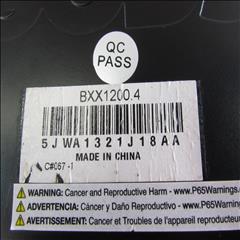 QC
PASS
BXX1200.4
5JWA1321J18AA
MADE IN CHINA
C#067 -1
WARNING: Cancer and Reproductive Harm - www.P65Warnings.
ADVERTENCIA: Cáncer y Daño Reproductivo - www.P65Warning
AVERTISSEMENT: Cancer et Troubles de l'appareil reproducteur